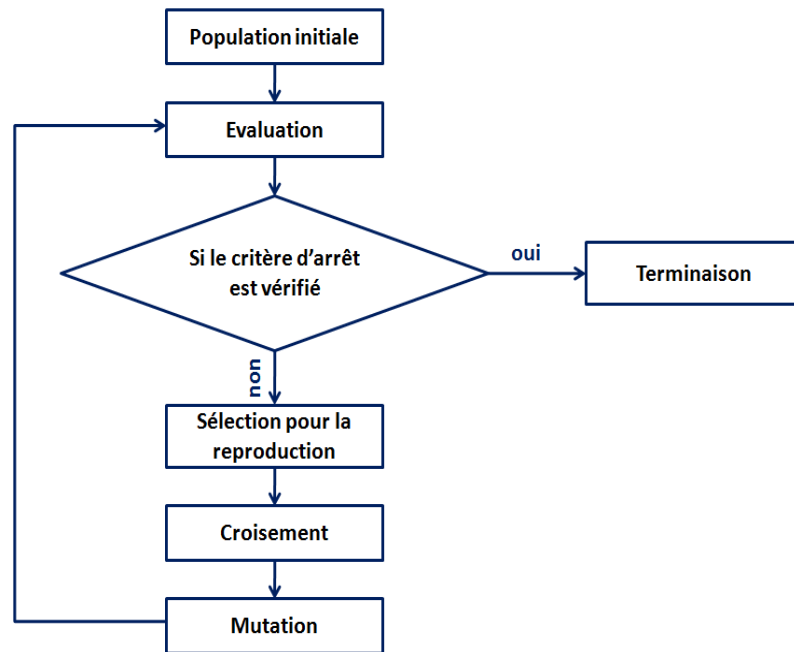 Population initiale
Evaluation
Si le critère d'arrêt
est vérifié
oui
Terminaison
non
Sélection pour la
reproduction
Croisement
Mutation